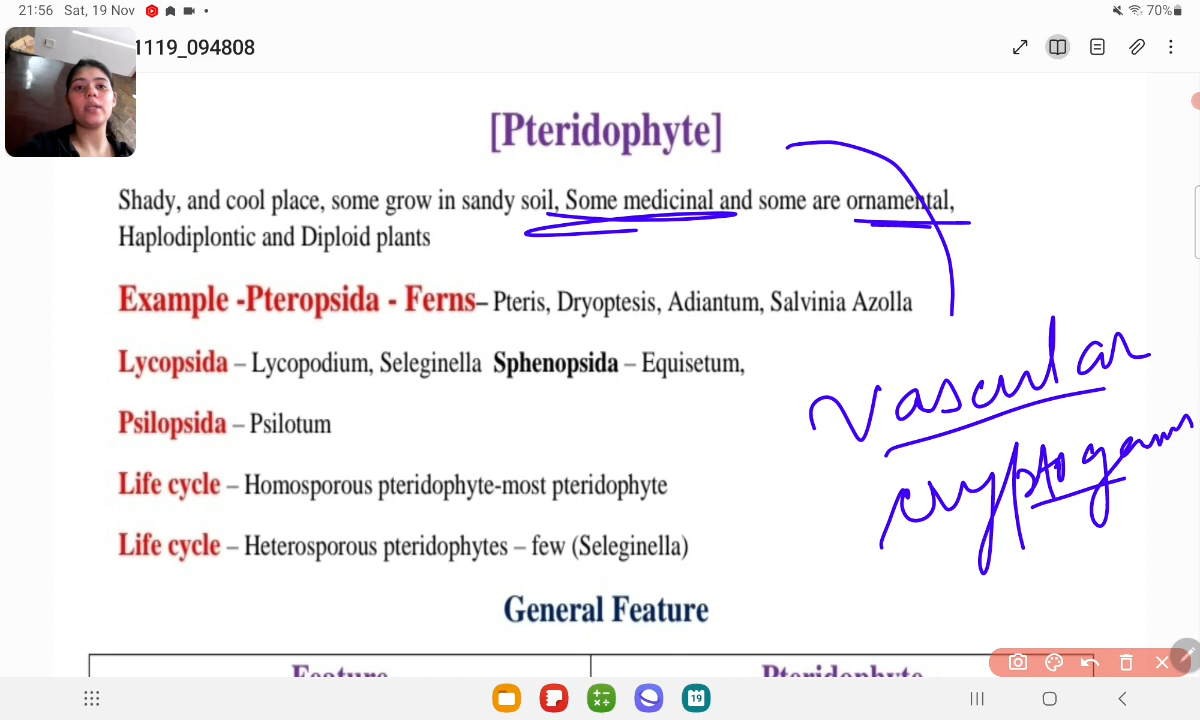 21:56 Sat, 19 Nov
70%
1119_094808
[Pteridophyte]
Shady, and cool place, some grow in sandy soil, Some medicinal and some are ornamental,
Haplodiplontic and Diploid plants
Example -Pteropsida - Ferns– Pteris, Dryoptesis, Adiantum, Salvinia Azolla
Lycopsida – Lycopodium, Seleginella Sphenopsida – Equisetum,
Psilopsida – Psilotum
vascular
cryptogams
Life cycle – Homosporous pteridophyte-most pteridophyte
Life cycle – Heterosporous pteridophytes – few (Seleginella)
General Feature
Feature Pteridophyte
19